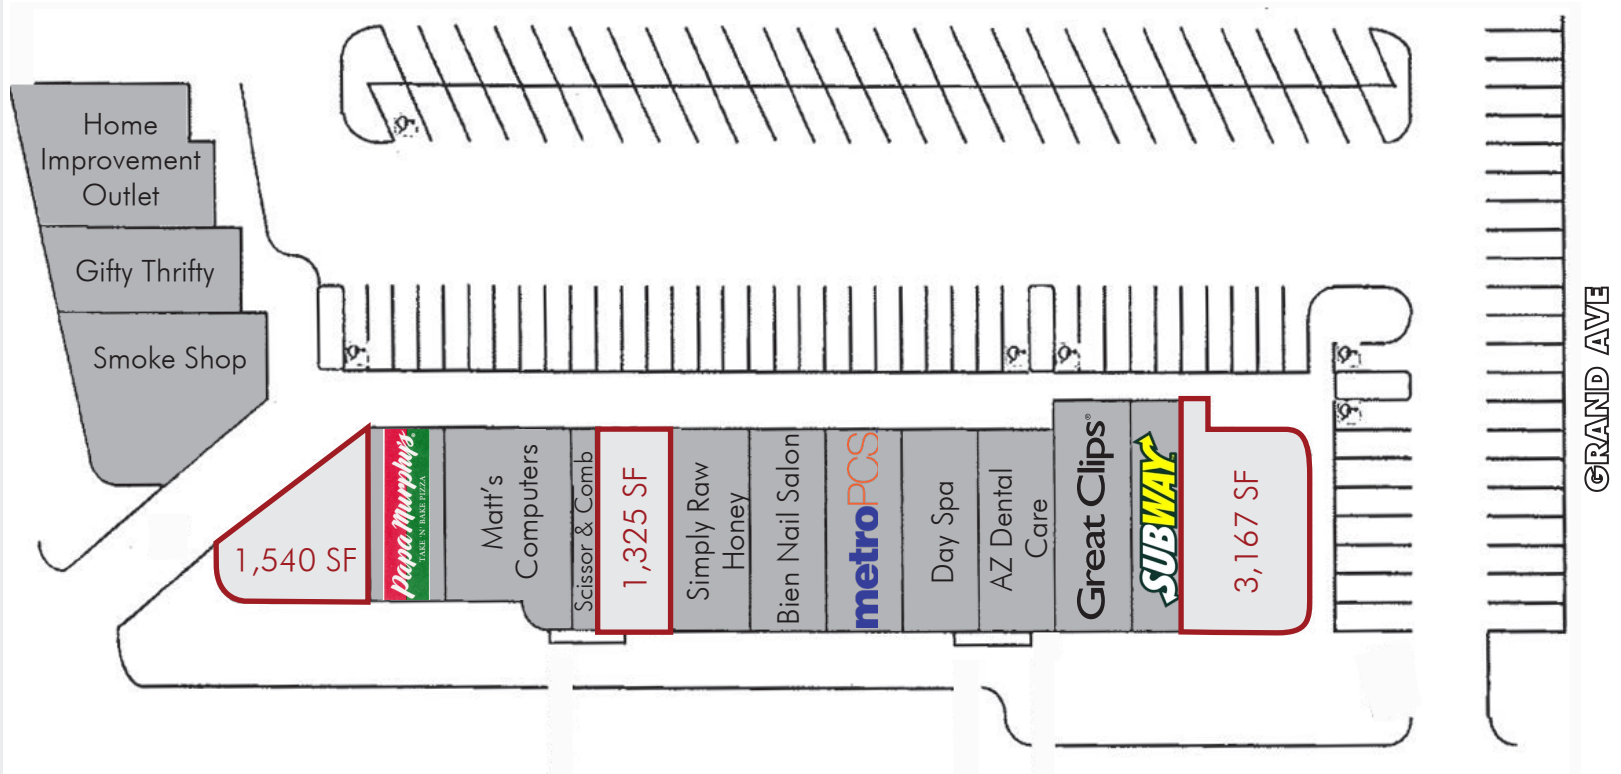 Home
Improvement
Outlet
Gifty Thrifty
Smoke Shop
1,540 SF
Papa Murphy's®
TAKE 'N' BAKE PIZZA
Matt's
Computers
Scissor & Comb
1,325 SF
Simply Raw
Honey
Bien Nail Salon
metroPCS
Day Spa
AZ Dental
Care
Great Clips®
SUBWAY
3,167 SF
GRAND AVE